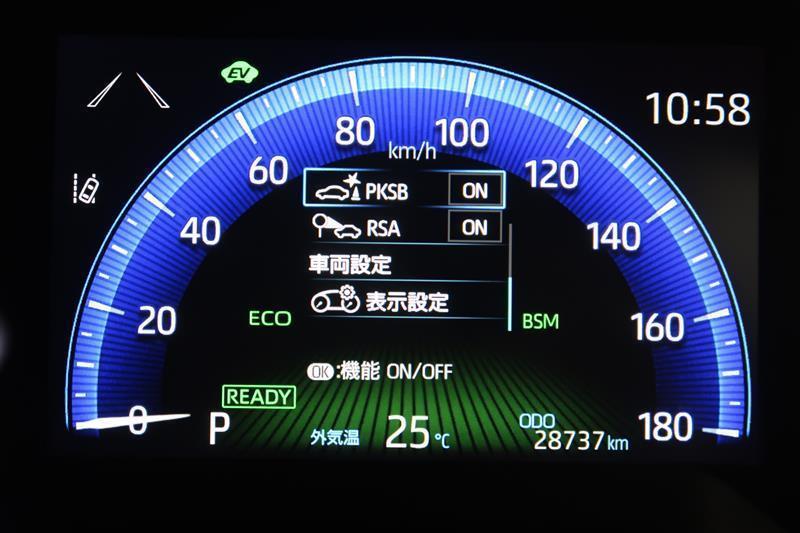 EV
10:58
0
20
40
60
80
100
120
140
160
180
km/h
PKSB ON
RSA ON
車両設定
表示設定
ECO
BSM
OK:機能 ON/OFF
READY
P
外気温 25℃
ODO
28737 km